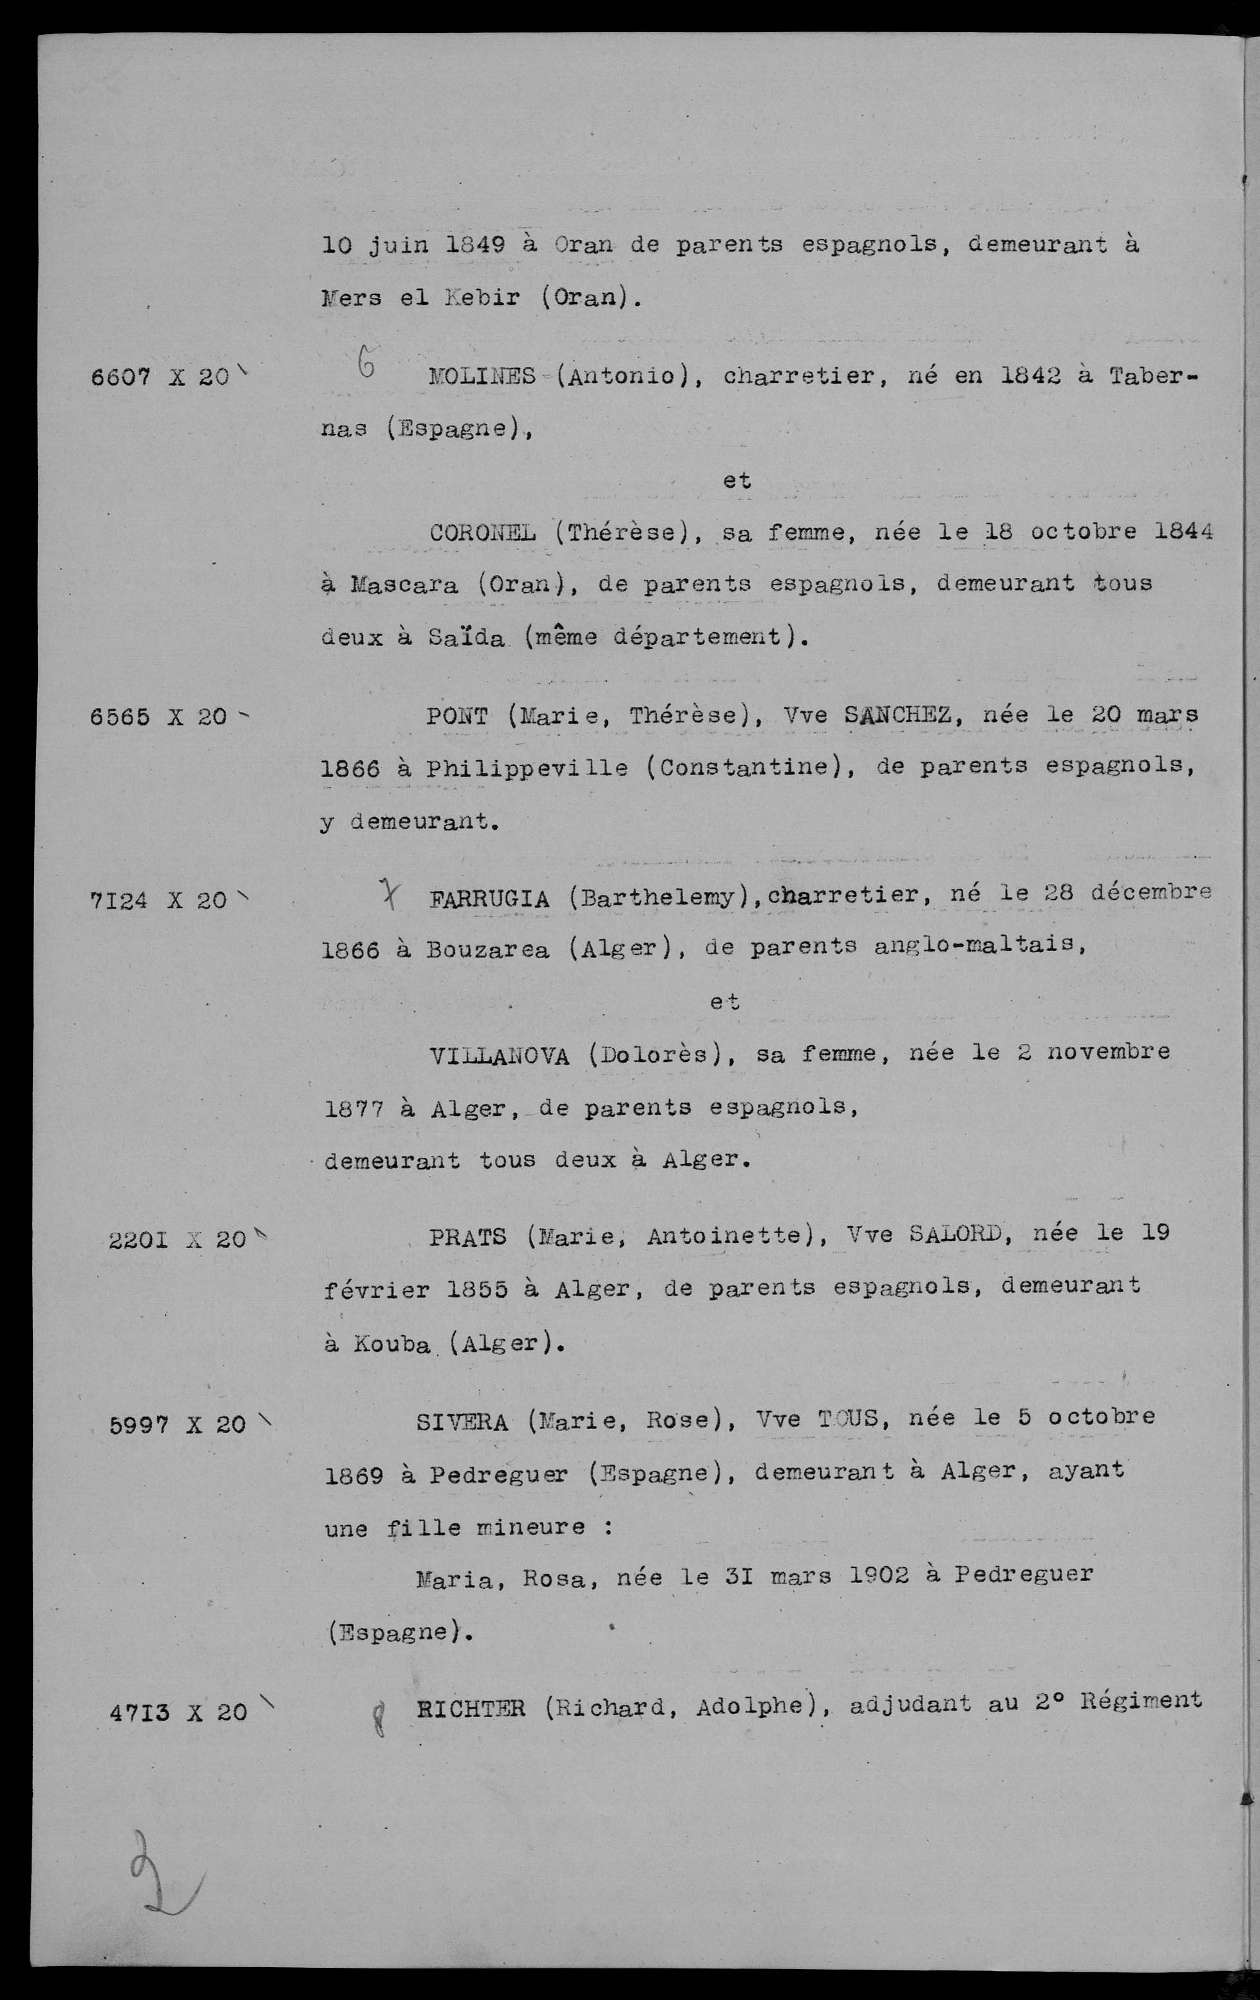 10 juin 1849 à Oran de parents espagnols, demeurant à
Mers el Kebir (Oran).
6607 X 20 \ 6 MOLINES (Antonio), charretier, né en 1842 à Taber-
nas (Espagne),
et
CORONEL (Thérèse), sa femme, née le 18 octobre 1844
à Mascara (Oran), de parents espagnols, demeurant tous
deux à Saïda (même département).
6565 X 20 - PONT (Marie, Thérèse), Vve SANCHEZ, née le 20 mars
1866 à Philippeville (Constantine), de parents espagnols,
y demeurant.
7I24 X 20 \ 7 FARRUGIA (Barthelemy), charretier, né le 28 décembre
1866 à Bouzarea (Alger), de parents anglo-maltais,
et
VILLANOVA (Dolorès), sa femme, née le 2 novembre
1877 à Alger, de parents espagnols,
demeurant tous deux à Alger.
220I X 20 \ PRATS (Marie, Antoinette), Vve SALORD, née le 19
février 1855 à Alger, de parents espagnols, demeurant
à Kouba (Alger).
5997 X 20 \ SIVERA (Marie, Rose), Vve TOUS, née le 5 octobre
1869 à Pedreguer (Espagne), demeurant à Alger, ayant
une fille mineure :
Maria, Rosa, née le 3I mars 1902 à Pedreguer
(Espagne).
47I3 X 20 \ 8 RICHTER (Richard, Adolphe), adjudant au 2° Régiment